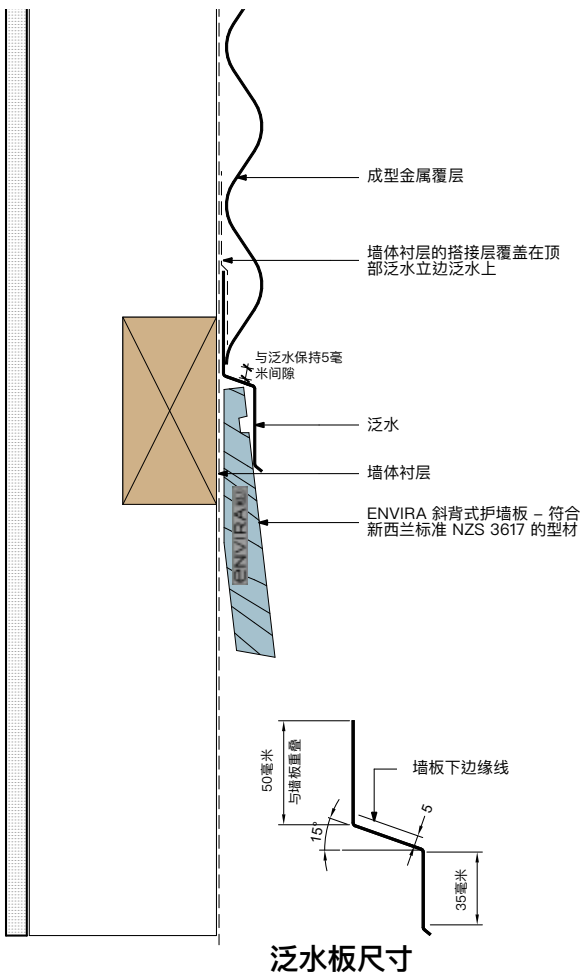 成型金属覆层
墙体衬层的搭接层覆盖在顶
部泛水立边泛水上
与泛水保持5毫
米间隙
泛水
墙体衬层
ENVIRA 斜背式护墙板 – 符合
新西兰标准 NZS 3617 的型材
ENVIRA
50毫米
与墙板重叠
墙板下边缘线
15°
5
35毫米
泛水板尺寸